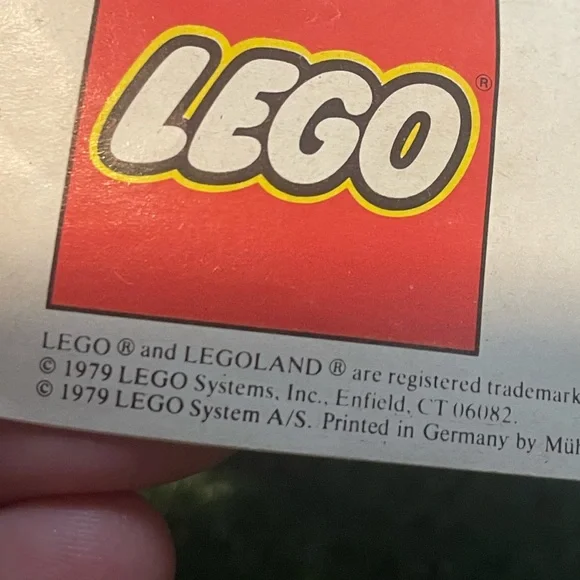 LEGO ®
LEGO ® and LEGOLAND ® are registered trademark
© 1979 LEGO Systems, Inc., Enfield, CT 06082.
© 1979 LEGO System A/S. Printed in Germany by Mül